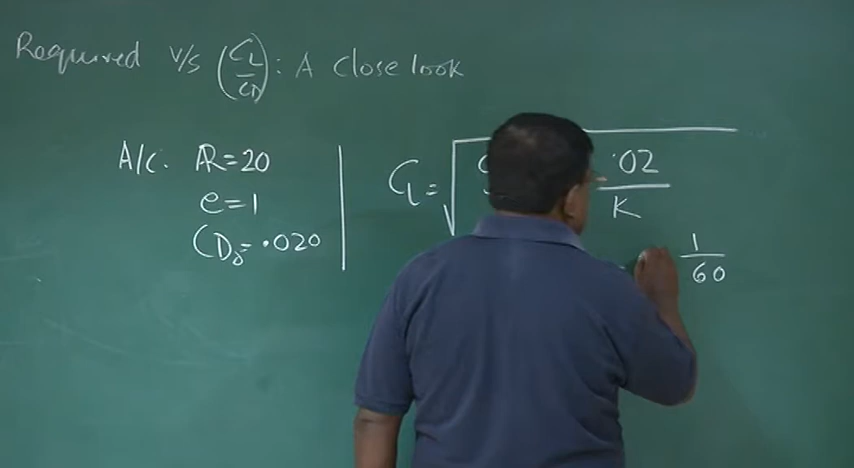 Required v/s (CL/CD) : A close look
A/C. AR=20
e=1
CD0=.020
CL = √ .02/K
1/60